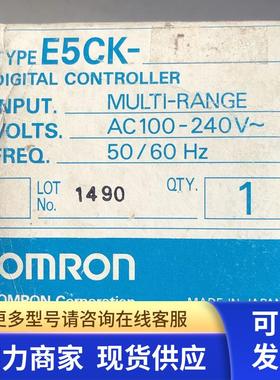 TYPE E5CK-
DIGITAL CONTROLLER
INPUT. MULTI-RANGE
VOLTS. AC100-240V~
FREQ. 50/60 Hz
LOT No. 1490 QTY. 1
OMRON
OMRON Corporation MADE IN JAPAN
更多型号请咨询在线客服
力商家 现货供应
可
发